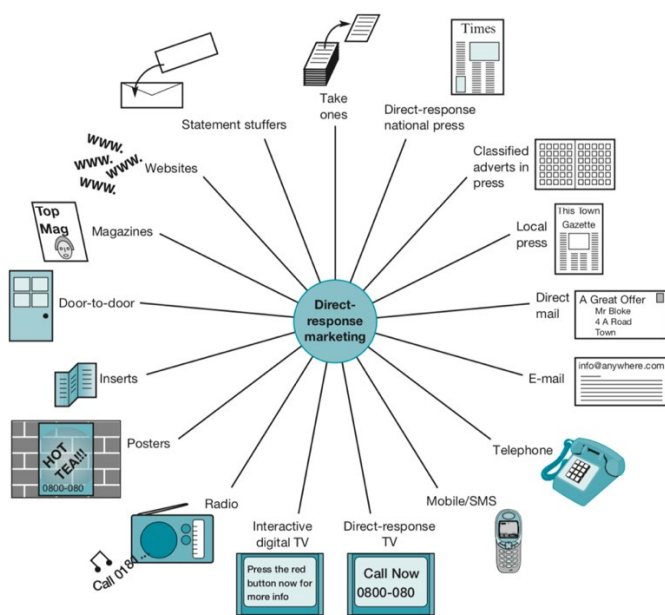 Take
ones
Times
Direct-response
national press
Classified
adverts in
press
This Town
Gazette
Local
press
Direct
mail
A Great Offer
Mr Bloke
4 A Road
Town
E-mail
info@anywhere.com
Telephone
Mobile/SMS
Direct-response
TV
Call Now
0800-080
Interactive
digital TV
Press the red
button now for
more info
Radio
Call 0181 ...
Posters
HOT
TEA!!!
0800-080
Inserts
Door-to-door
Magazines
Top
Mag
Websites
www.
www.
www.
www.
Statement stuffers
Direct-
response
marketing